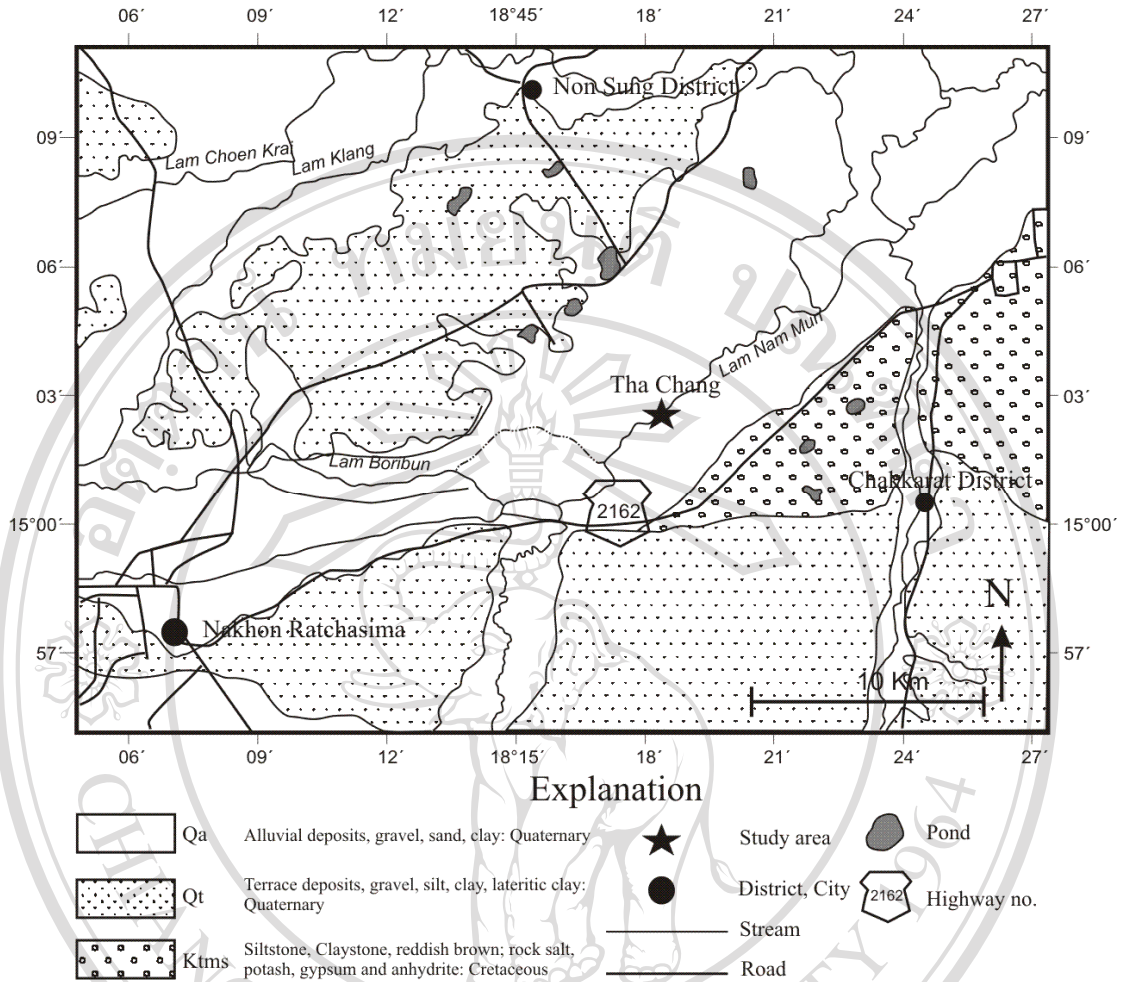 06´ 09´ 12´ 18°45´ 18´ 21´ 24´ 27´
Non Sung District
09´ 09´
Lam Choen Krai
Lam Klang
06´ 06´
Lam Nam Mun
Tha Chang
03´ 03´
Lam Boribun
Chakkarat District
2162
15°00´ 15°00´
N
Nakhon Ratchasima
57´ 57´
10 Km
06´ 09´ 12´ 18°15´ 18´ 21´ 24´ 27´
Explanation
Qa Alluvial deposits, gravel, sand, clay: Quaternary
Qt Terrace deposits, gravel, silt, clay, lateritic clay:
Quaternary
Ktms Siltstone, Claystone, reddish brown; rock salt,
potash, gypsum and anhydrite: Cretaceous
Study area
District, City
Stream
Road
Pond
2162 Highway no.
1964